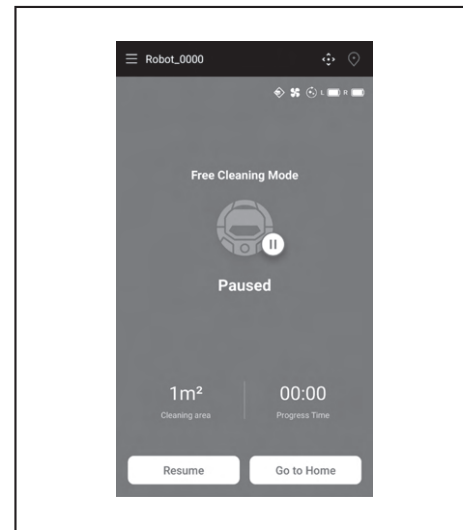 Robot_0000
L R
Free Cleaning Mode
Paused
1m² 00:00
Cleaning area Progress Time
Resume Go to Home